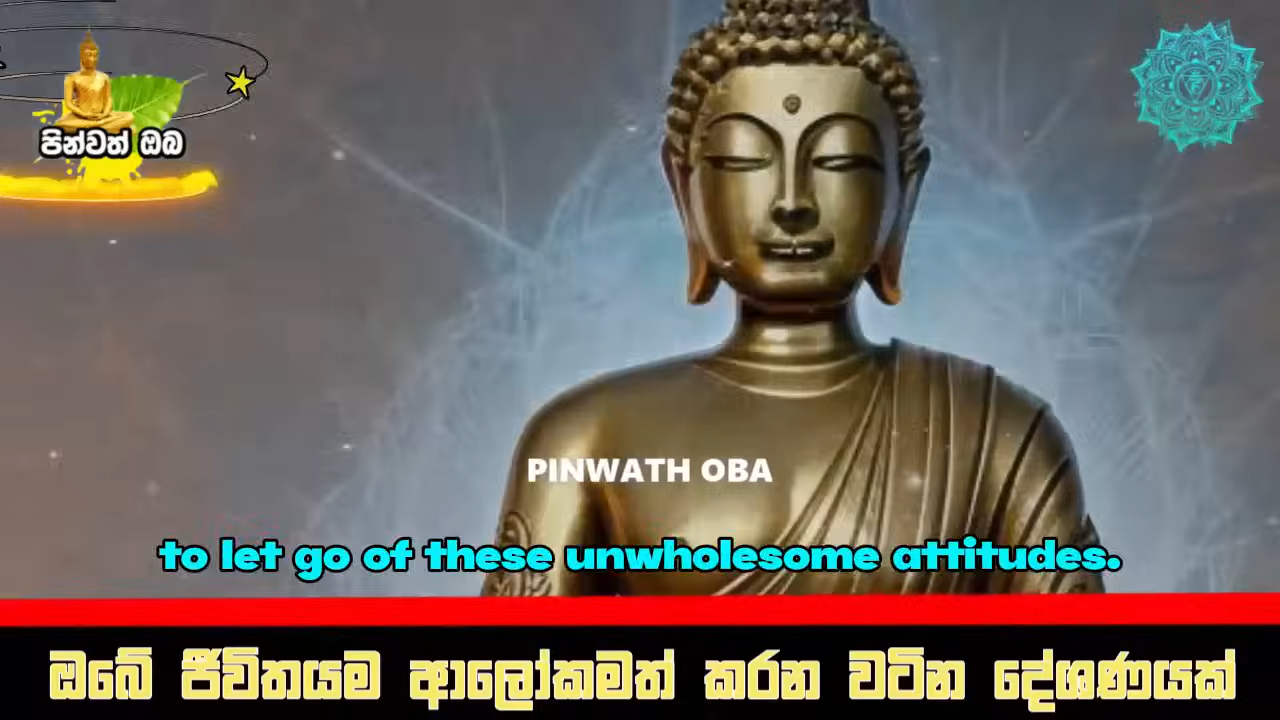 පින්වත් ඔබ
PINWATH OBA
to let go of these unwholesome attitudes.
ඔබේ ජීවිතයම ආලෝකමත් කරන වටින දේශණයක්